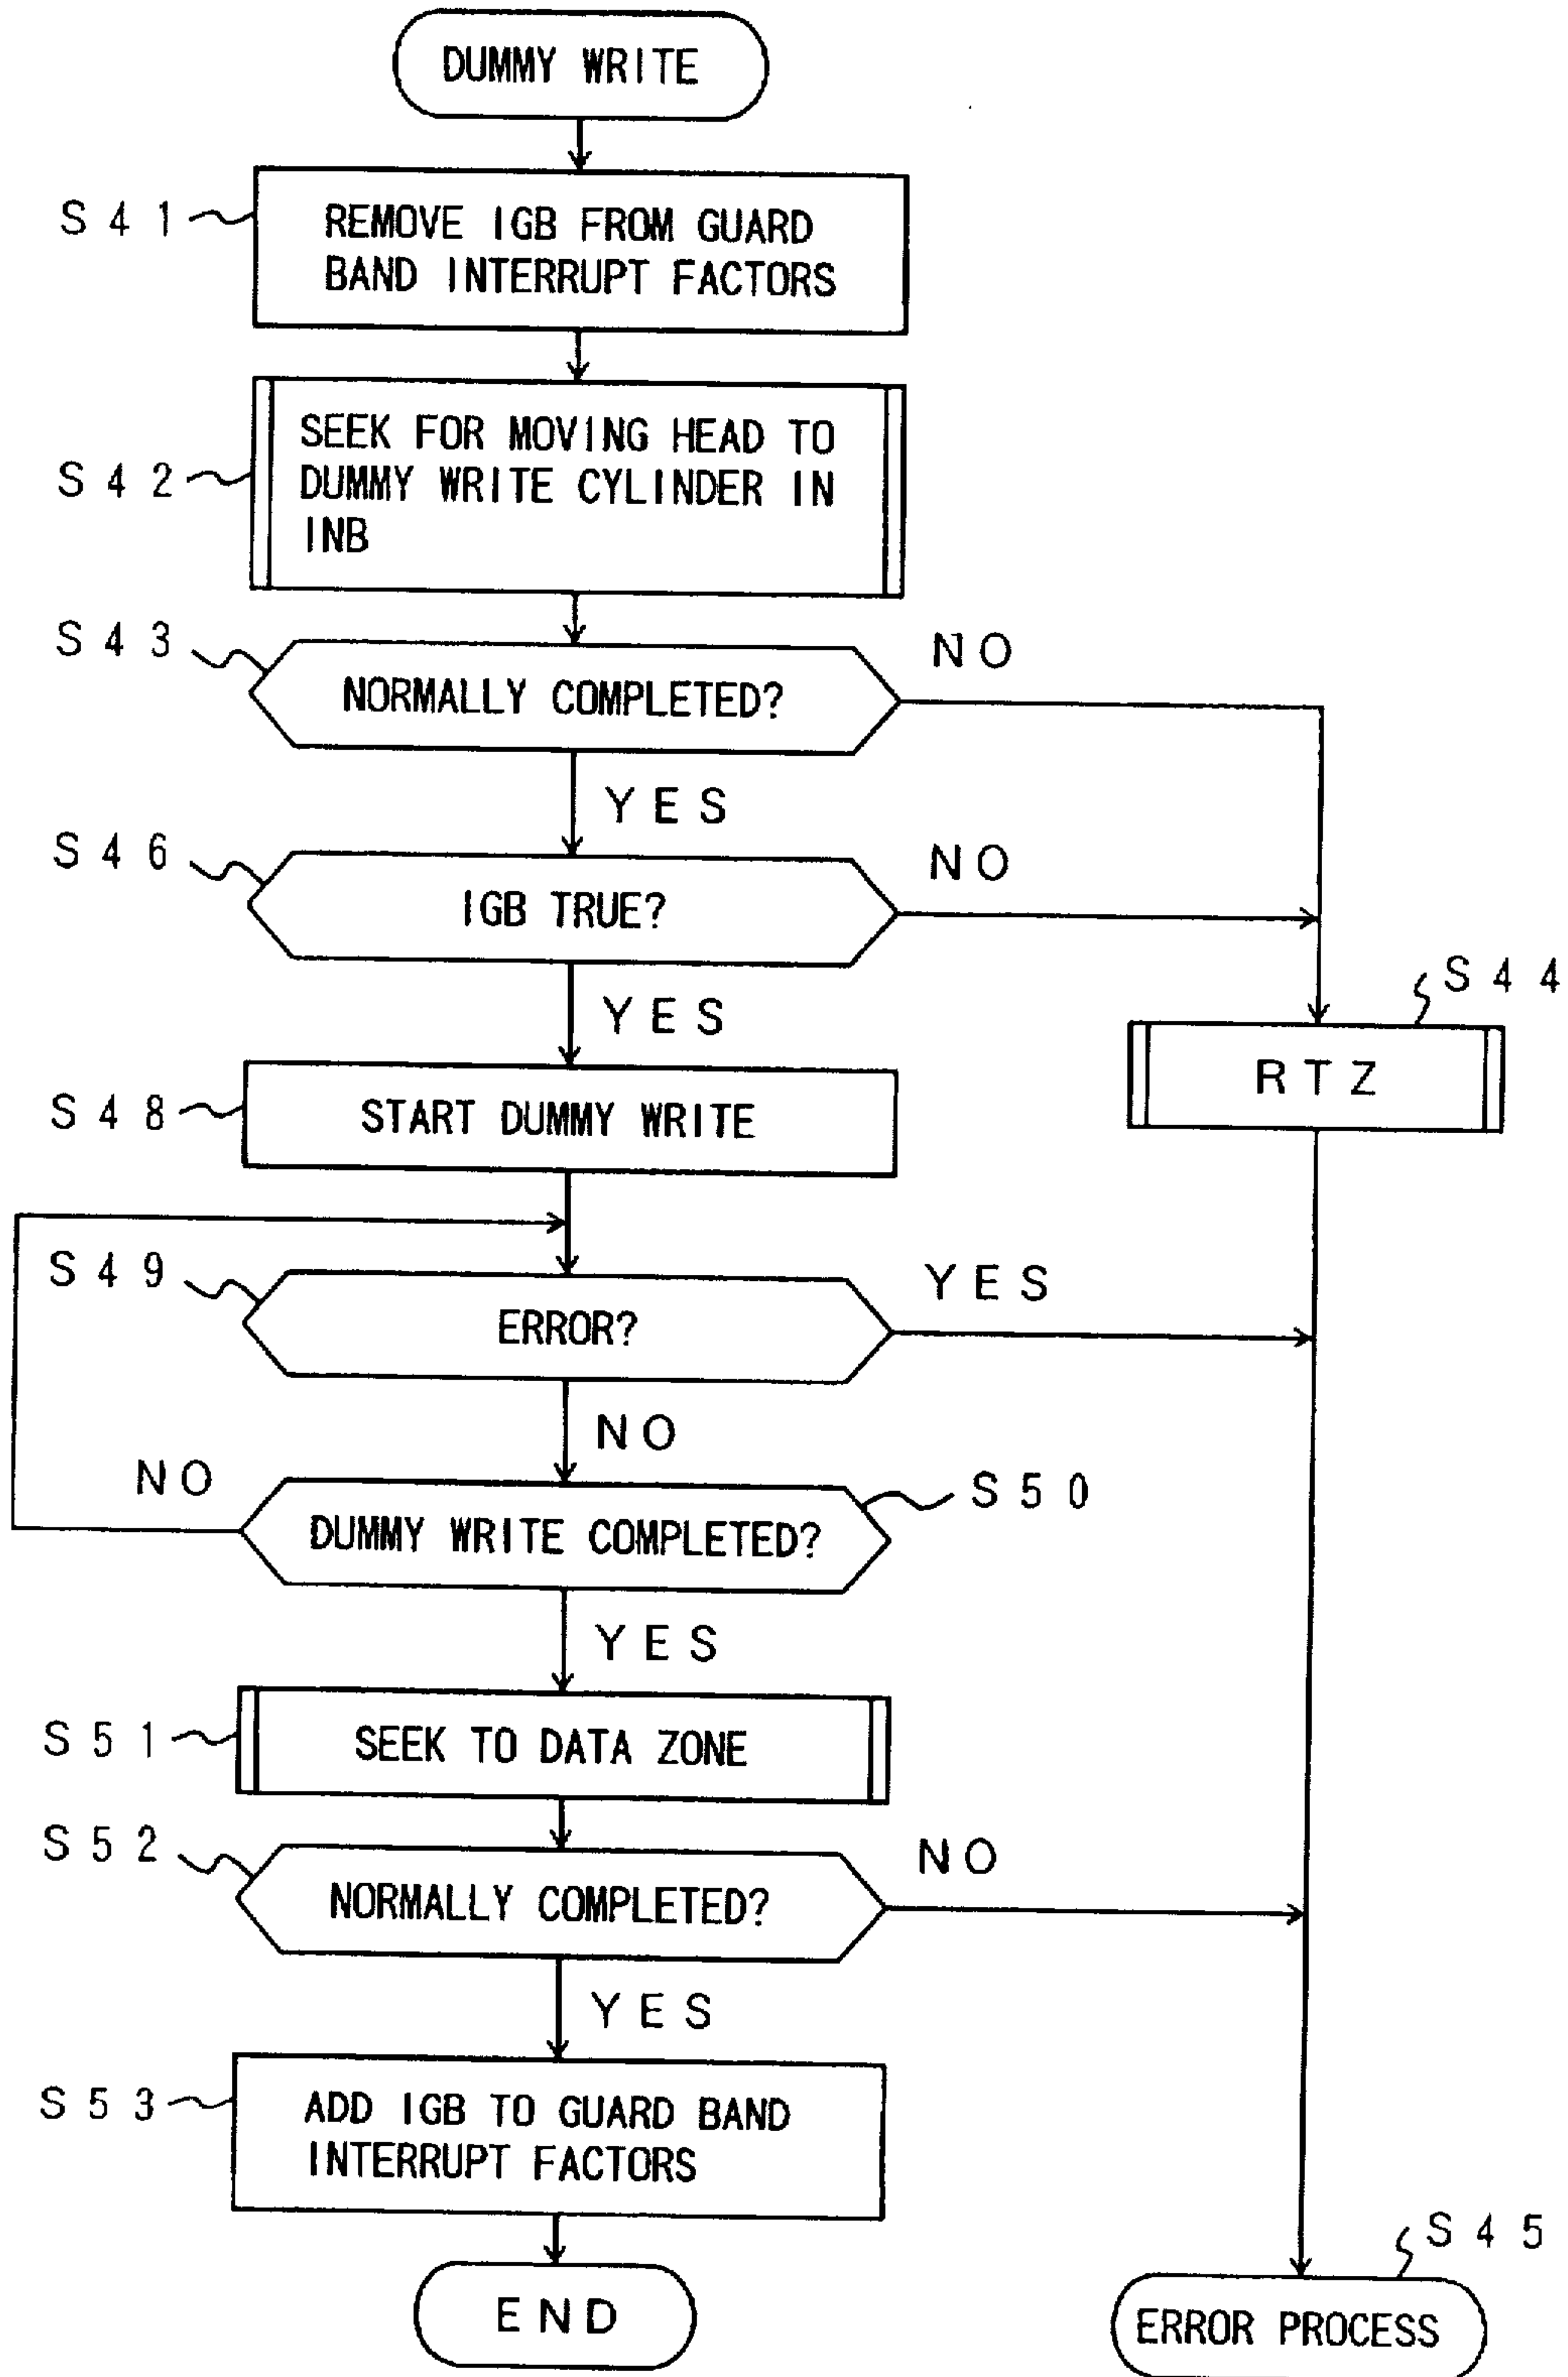 DUMMY WRITE
S41
REMOVE IGB FROM GUARD
BAND INTERRUPT FACTORS
S42
SEEK FOR MOVING HEAD TO
DUMMY WRITE CYLINDER IN
INB
S43
NORMALLY COMPLETED?
NO
YES
S46
IGB TRUE?
NO
YES
S44
RTZ
S48
START DUMMY WRITE
S49
ERROR?
YES
NO
NO
S50
DUMMY WRITE COMPLETED?
YES
S51
SEEK TO DATA ZONE
S52
NORMALLY COMPLETED?
NO
YES
S53
ADD IGB TO GUARD BAND
INTERRUPT FACTORS
END
S45
ERROR PROCESS